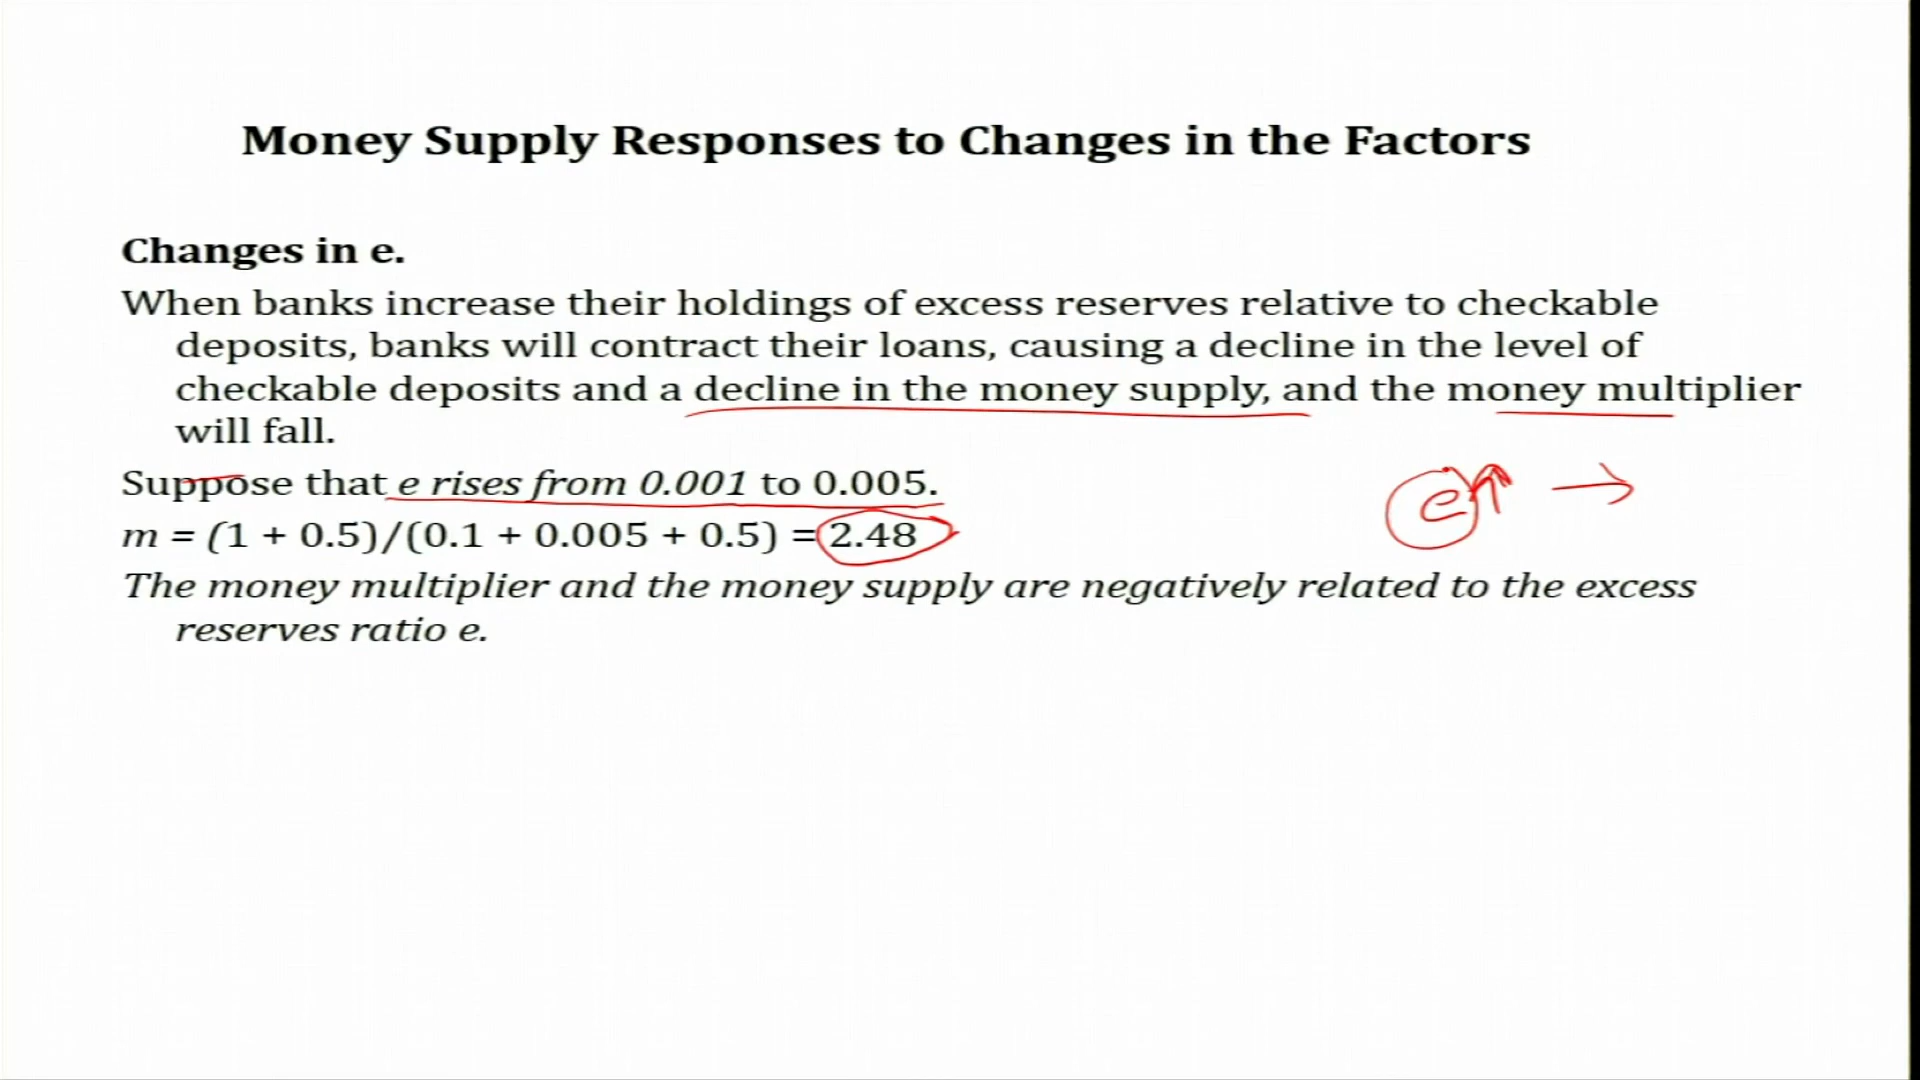 Money Supply Responses to Changes in the Factors
Changes in e.
When banks increase their holdings of excess reserves relative to checkable
deposits, banks will contract their loans, causing a decline in the level of
checkable deposits and a decline in the money supply, and the money multiplier
will fall.
Suppose that e rises from 0.001 to 0.005.
e↑ →
m = (1 + 0.5)/(0.1 + 0.005 + 0.5) = 2.48
The money multiplier and the money supply are negatively related to the excess
reserves ratio e.